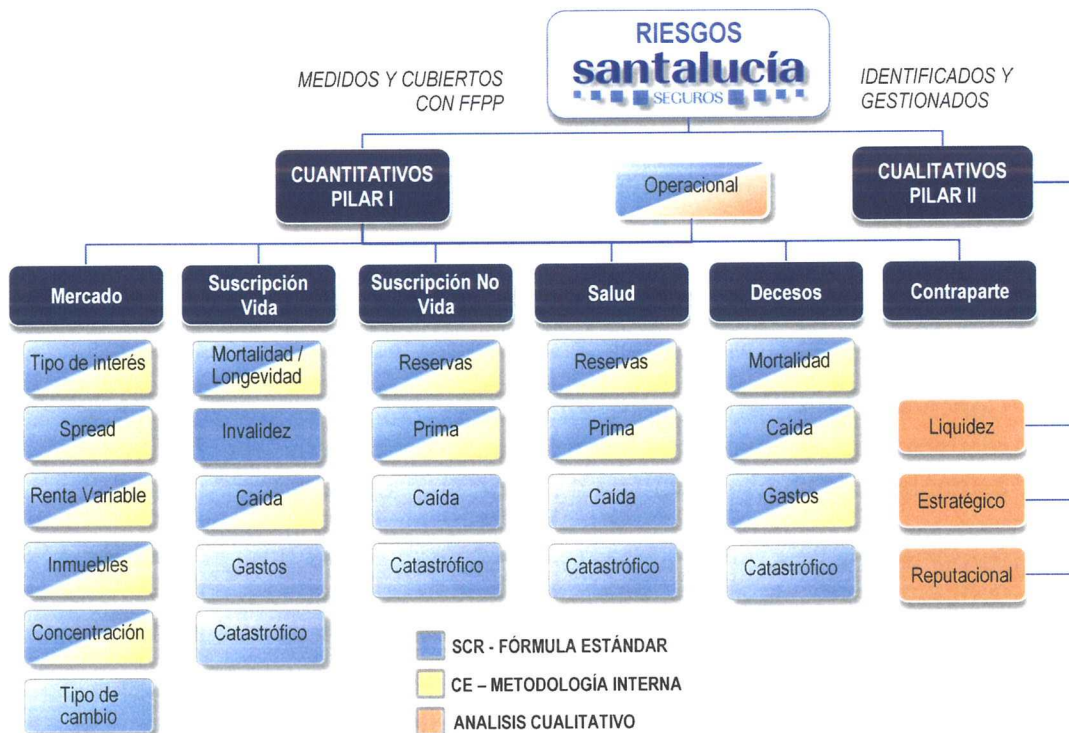 RIESGOS
santalucía
SEGUROS
MEDIDOS Y CUBIERTOS
CON FFPP
IDENTIFICADOS Y
GESTIONADOS
CUANTITATIVOS
PILAR I
Operacional
CUALITATIVOS
PILAR II
Mercado
Suscripción
Vida
Suscripción No
Vida
Salud
Decesos
Contraparte
Tipo de interés
Mortalidad /
Longevidad
Reservas
Reservas
Mortalidad
Spread
Invalidez
Prima
Prima
Caída
Liquidez
Renta Variable
Caída
Caída
Caída
Gastos
Estratégico
Inmuebles
Gastos
Catastrófico
Catastrófico
Catastrófico
Reputacional
Concentración
Catastrófico
Tipo de
cambio
SCR - FÓRMULA ESTÁNDAR
CE – METODOLOGÍA INTERNA
ANALISIS CUALITATIVO